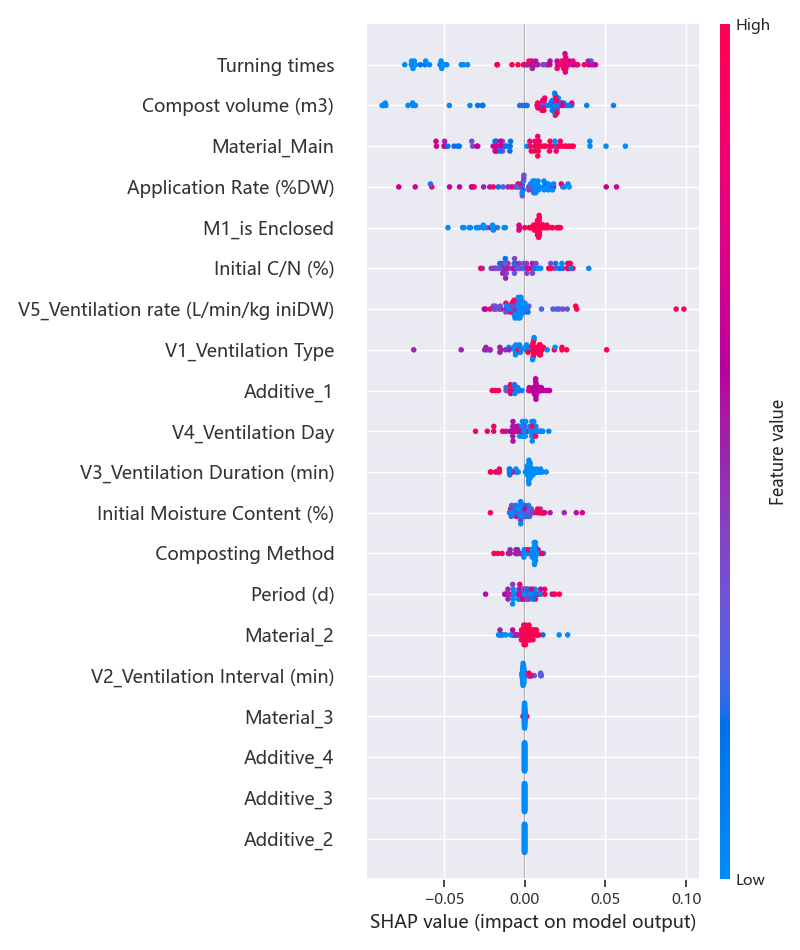 High
Turning times
Compost volume (m3)
Material_Main
Application Rate (%DW)
M1_is Enclosed
Initial C/N (%)
V5_Ventilation rate (L/min/kg iniDW)
V1_Ventilation Type
Additive_1
V4_Ventilation Day
V3_Ventilation Duration (min)
Initial Moisture Content (%)
Composting Method
Period (d)
Material_2
V2_Ventilation Interval (min)
Material_3
Additive_4
Additive_3
Additive_2
Feature value
Low
−0.05 0.00 0.05 0.10
SHAP value (impact on model output)